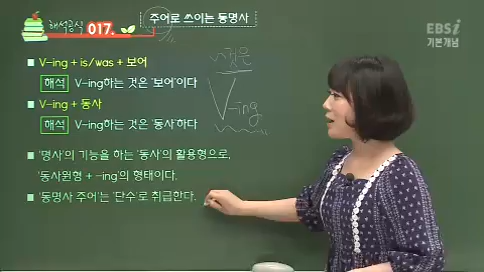 해석공식 017. 주어로 쓰이는 동명사
EBSi
기본개념
V-ing + is/was + 보어
해석 V-ing하는 것은 '보어'이다
V-ing + 동사
해석 V-ing하는 것은 '동사'하다
'명사'의 기능을 하는 '동사'의 활용형으로,
'동사원형 + -ing'의 형태이다.
'동명사 주어'는 '단수'로 취급한다.
~것은
V-ing